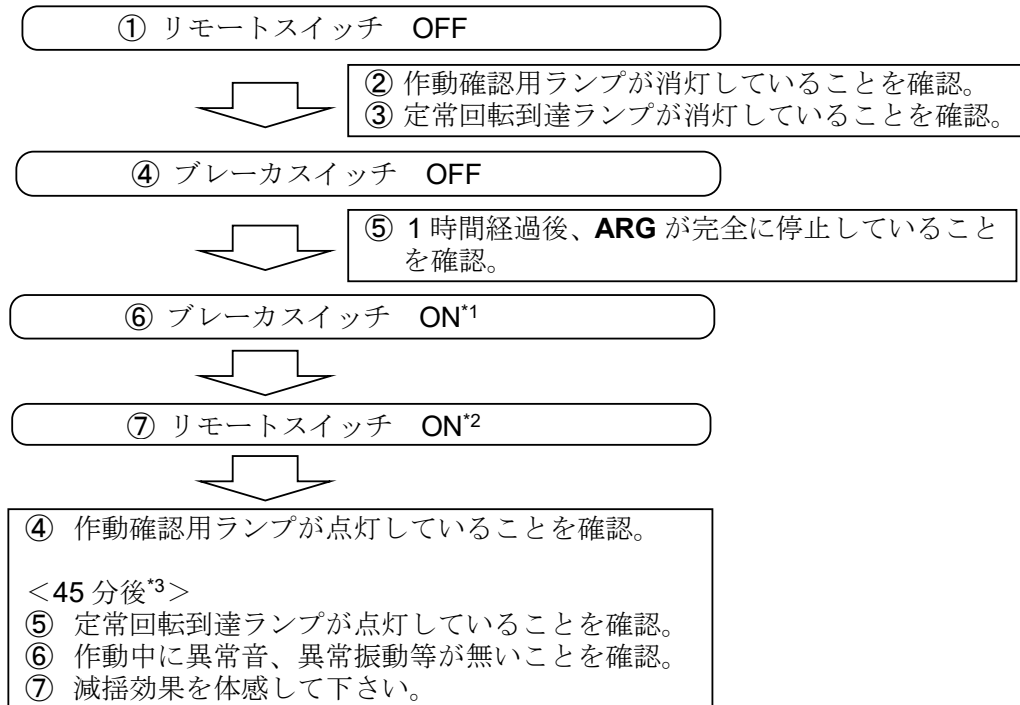 ① リモートスイッチ OFF
② 作動確認用ランプが消灯していることを確認。
③ 定常回転到達ランプが消灯していることを確認。
④ ブレーカスイッチ OFF
⑤ 1 時間経過後、ARG が完全に停止していること
を確認。
⑥ ブレーカスイッチ ON*1
⑦ リモートスイッチ ON*2
④ 作動確認用ランプが点灯していることを確認。
＜45 分後*3＞
⑤ 定常回転到達ランプが点灯していることを確認。
⑥ 作動中に異常音、異常振動等が無いことを確認。
⑦ 減揺効果を体感して下さい。